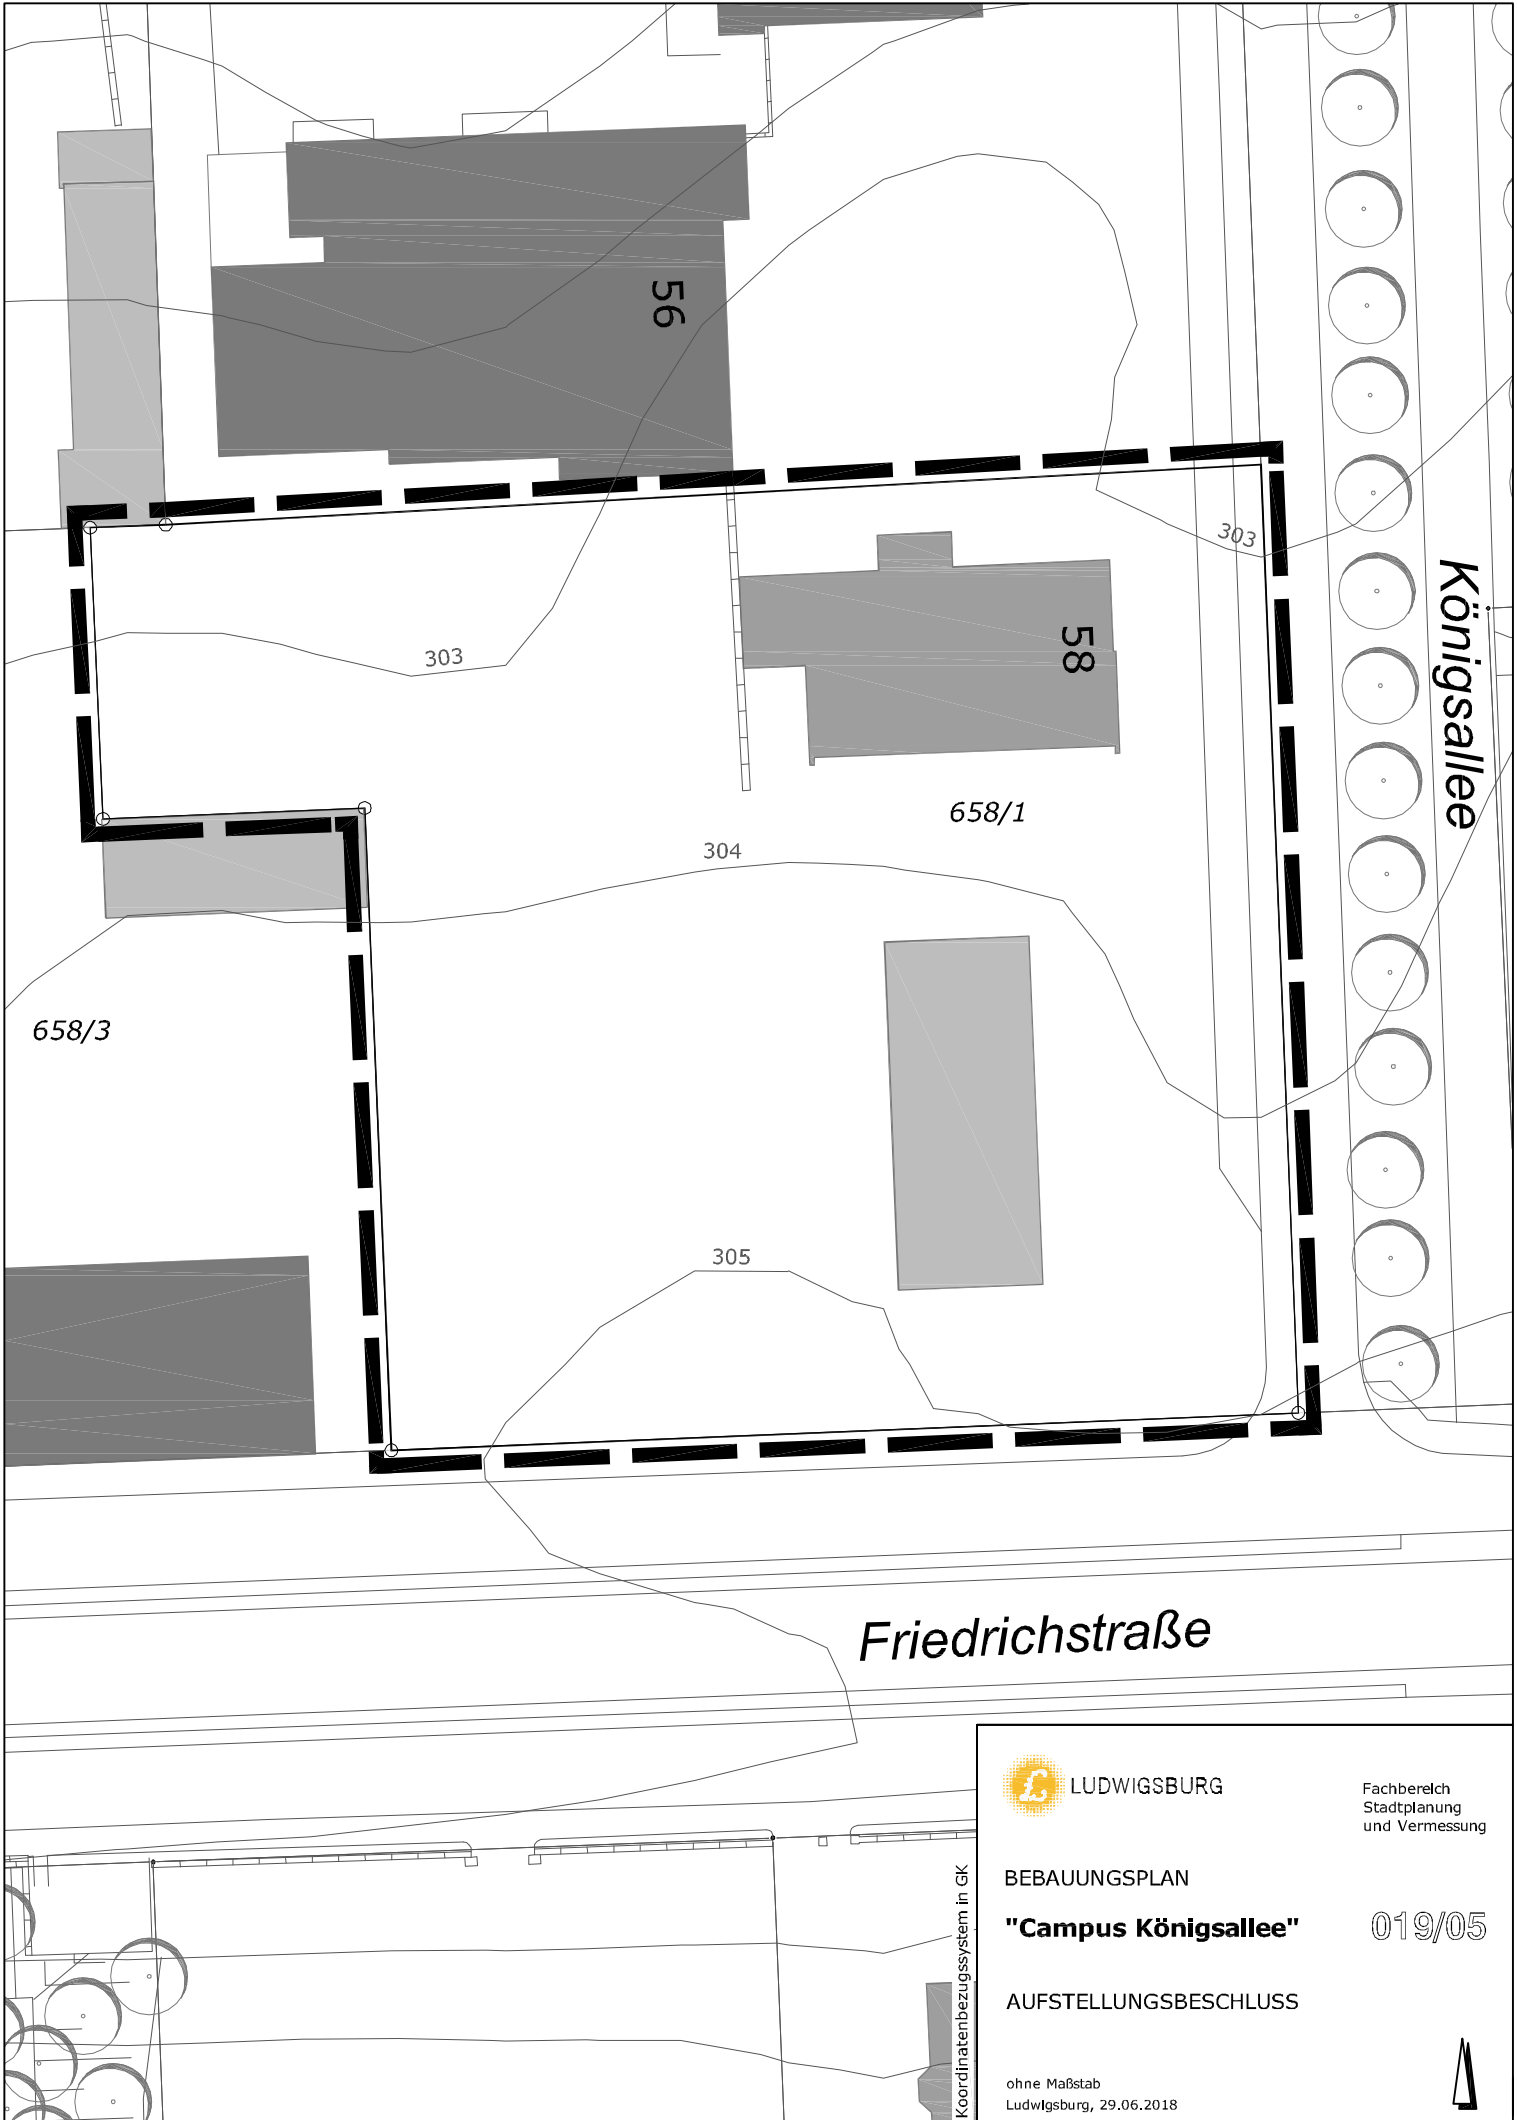 56
303
Königsallee
303
58
658/1
304
658/3
305
Friedrichstraße
LUDWIGSBURG
Fachbereich
Stadtplanung
und Vermessung
Koordinatenbezugssystem in GK
BEBAUUNGSPLAN
"Campus Königsallee"
019/05
AUFSTELLUNGSBESCHLUSS
ohne Maßstab
Ludwigsburg, 29.06.2018